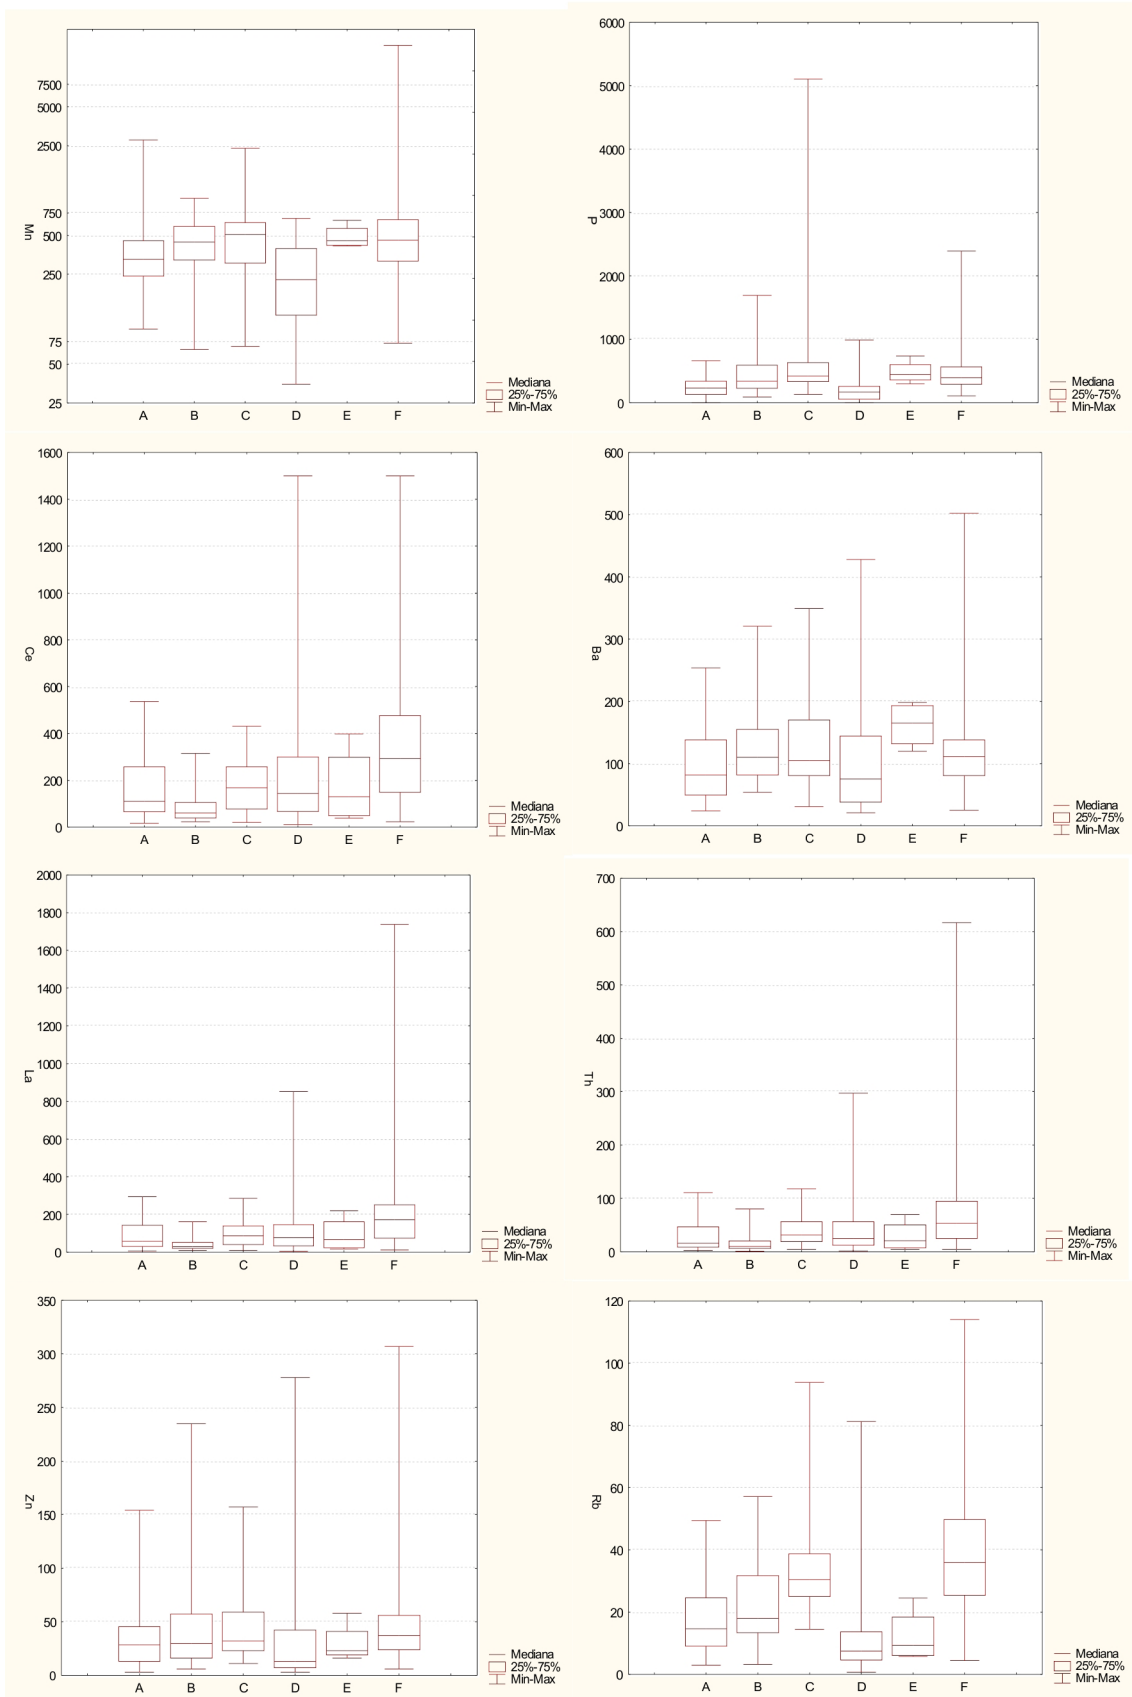 7500
5000
2500
750
500
250
75
50
25
Mn
A B C D E F
Mediana
25%-75%
Min-Max
6000
5000
4000
3000
2000
1000
0
P
A B C D E F
Mediana
25%-75%
Min-Max
1600
1400
1200
1000
800
600
400
200
0
Ce
A B C D E F
Mediana
25%-75%
Min-Max
600
500
400
300
200
100
0
Ba
A B C D E F
Mediana
25%-75%
Min-Max
2000
1800
1600
1400
1200
1000
800
600
400
200
0
La
A B C D E F
Mediana
25%-75%
Min-Max
700
600
500
400
300
200
100
0
Th
A B C D E F
Mediana
25%-75%
Min-Max
350
300
250
200
150
100
50
0
Zn
A B C D E F
Mediana
25%-75%
Min-Max
120
100
80
60
40
20
0
Rb
A B C D E F
Mediana
25%-75%
Min-Max